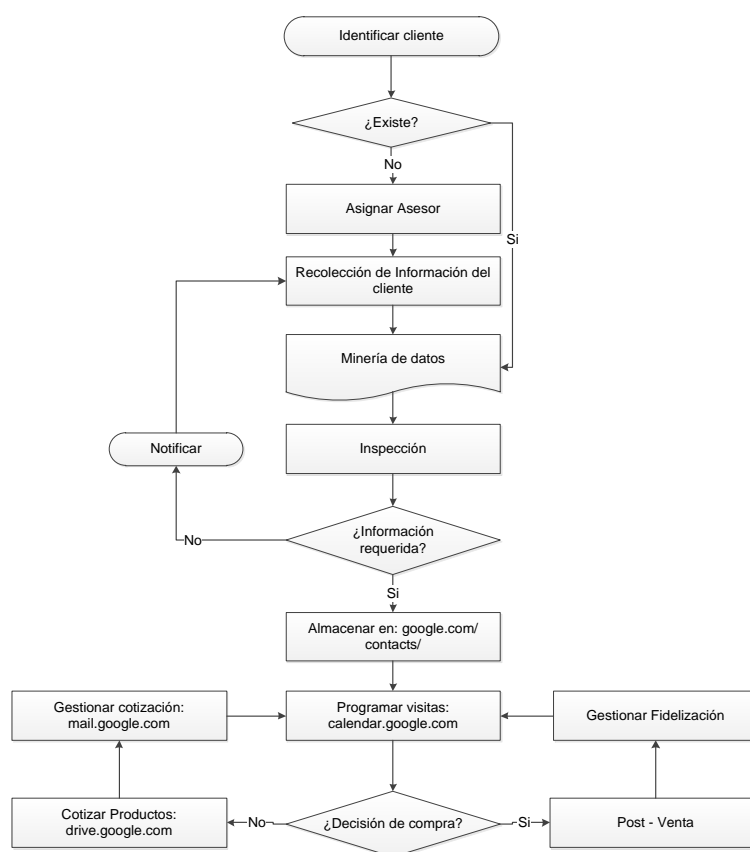 Identificar cliente
¿Existe?
No
Si
Asignar Asesor
Recolección de Información del
cliente
Minería de datos
Notificar
Inspección
¿Información
requerida?
No
Si
Almacenar en: google.com/
contacts/
Gestionar cotización:
mail.google.com
Programar visitas:
calendar.google.com
Gestionar Fidelización
Cotizar Productos:
drive.google.com
No
¿Decisión de compra?
Si
Post - Venta